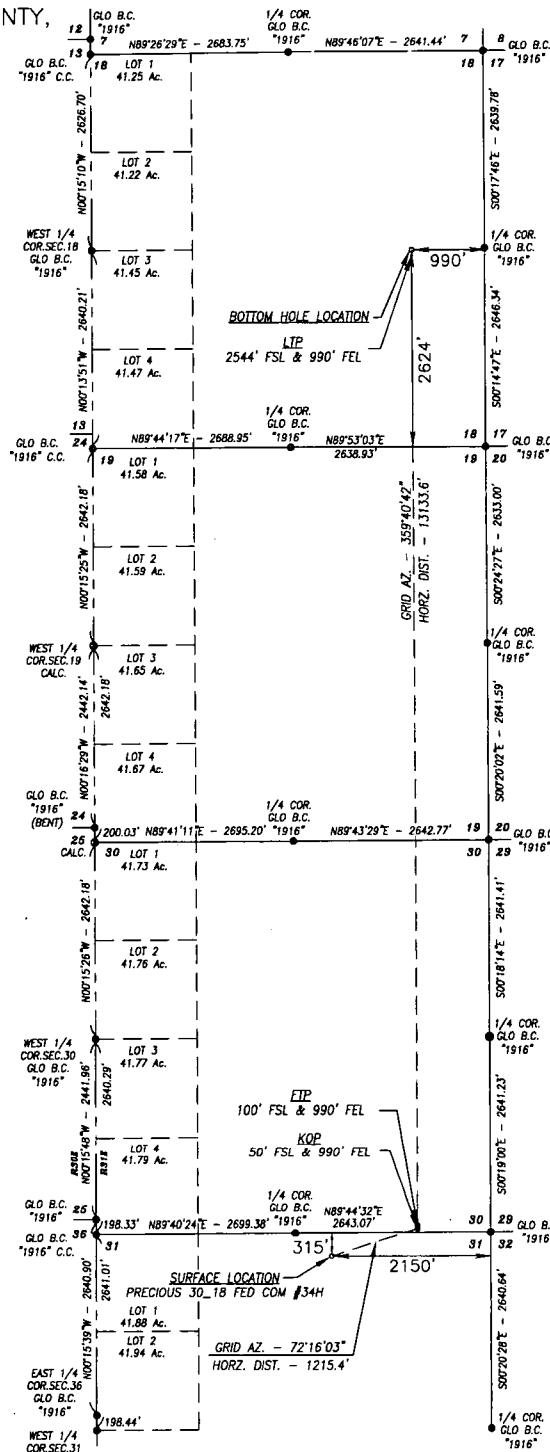 NTY,
GLO B.C.
"1916"
12
7
1/4 COR.
GLO B.C.
"1916"
N89°26'29"E - 2683.75'
N89°46'07"E - 2641.44'
7
8
GLO B.C.
"1916"
13
18
18
17
GLO B.C.
"1916" C.C.
LOT 1
41.25 Ac.
N00°15'10"W - 2626.70'
S00°17'46"E - 2639.78'
LOT 2
41.22 Ac.
WEST 1/4
COR.SEC.18
GLO B.C.
"1916"
LOT 3
41.45 Ac.
1/4 COR.
GLO B.C.
"1916"
990'
BOTTOM HOLE LOCATION
LTP
2544' FSL & 990' FEL
2624'
N00°13'51"W - 2640.21'
S00°14'47"E - 2646.34'
LOT 4
41.47 Ac.
1/4 COR.
GLO B.C.
"1916"
13
24
GLO B.C.
"1916" C.C.
N89°44'17"E - 2688.95'
N89°53'03"E
2638.93'
18
17
GLO B.C.
"1916"
19
19
20
LOT 1
41.58 Ac.
N00°15'25"W - 2642.18'
GRID AZ. - 359°40'42"
HORZ. DIST. - 13133.6'
S00°24'27"E - 2633.00'
LOT 2
41.59 Ac.
WEST 1/4
COR.SEC.19
CALC.
LOT 3
41.65 Ac.
1/4 COR.
GLO B.C.
"1916"
N00°16'29"W - 2442.14'
2642.18'
S00°20'02"E - 2641.59'
LOT 4
41.67 Ac.
GLO B.C.
"1916"
(BENT)
24
1/4 COR.
GLO B.C.
"1916"
200.03'
N89°41'11"E - 2695.20'
N89°43'29"E - 2642.77'
19
20
GLO B.C.
"1916"
25
CALC.
30
30
29
LOT 1
41.73 Ac.
N00°15'26"W - 2642.18'
S00°18'14"E - 2641.41'
LOT 2
41.76 Ac.
WEST 1/4
COR.SEC.30
GLO B.C.
"1916"
LOT 3
41.77 Ac.
1/4 COR.
GLO B.C.
"1916"
N00°15'48"W - 2441.96'
2640.29'
FTP
100' FSL & 990' FEL
KOP
50' FSL & 990' FEL
S00°19'00"E - 2641.23'
LOT 4
41.79 Ac.
R30E
R31E
1/4 COR.
GLO B.C.
"1916"
GLO B.C.
"1916"
25
198.33'
N89°40'24"E - 2699.38'
N89°44'32"E
2643.07'
30
29
GLO B.C.
"1916"
36
GLO B.C.
"1916" C.C.
31
31
32
315'
2150'
SURFACE LOCATION
PRECIOUS 30_18 FED COM #34H
N00°15'39"W - 2640.90'
2641.01'
S00°20'28"E - 2640.64'
LOT 1
41.88 Ac.
LOT 2
41.94 Ac.
GRID AZ. - 72°16'03"
HORZ. DIST. - 1215.4'
EAST 1/4
COR.SEC.36
GLO B.C.
"1916"
198.44'
WEST 1/4
COR.SEC.31
1/4 COR.
GLO B.C.
"1916"